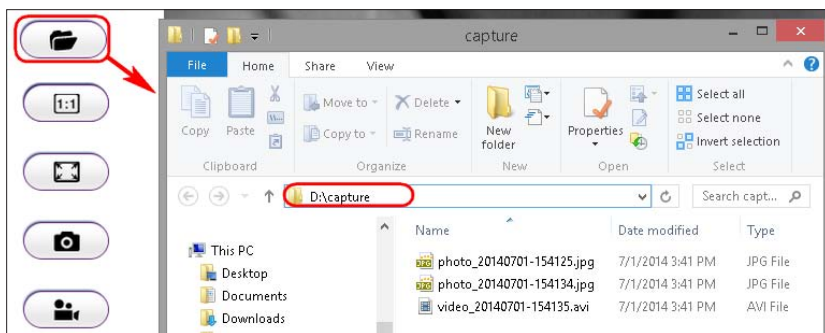 capture
File Home Share View
1:1
Copy Paste
Move to
Copy to
Delete
Rename
New folder
Properties
Select all
Select none
Invert selection
Clipboard Organize New Open Select
D:\capture
Search capt...
This PC
Desktop
Documents
Downloads
Name Date modified Type
photo_20140701-154125.jpg 7/1/2014 3:41 PM JPG File
photo_20140701-154134.jpg 7/1/2014 3:41 PM JPG File
video_20140701-154135.avi 7/1/2014 3:41 PM AVI File